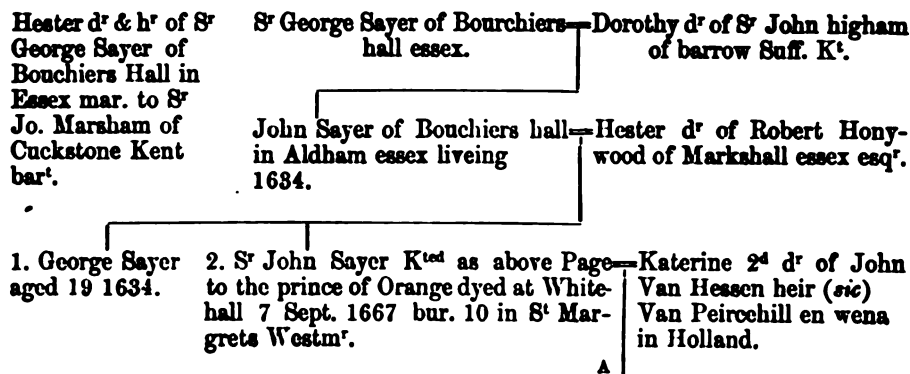 Hester dʳ & hʳ of Sʳ
George Sayer of
Bouchiers Hall in
Essex mar. to Sʳ
Jo. Marsham of
Cuckstone Kent
barᵗ.
Sʳ George Sayer of Bourchiers
hall essex.
Dorothy dʳ of Sʳ John higham
of barrow Suff. Kᵗ.
John Sayer of Bouchiers hall
in Aldham essex liveing
1634.
Hester dʳ of Robert Hony-
wood of Markshall essex esqʳ.
1. George Sayer
aged 19 1634.
2. Sʳ John Sayer Kᵗᵉᵈ as above Page
to the prince of Orange dyed at White-
hall 7 Sept. 1667 bur. 10 in Sᵗ Mar-
grets Westmʳ.
Katerine 2ᵈ dʳ of John
Van Hessen heir (sic)
Van Peircehill en wena
in Holland.
A